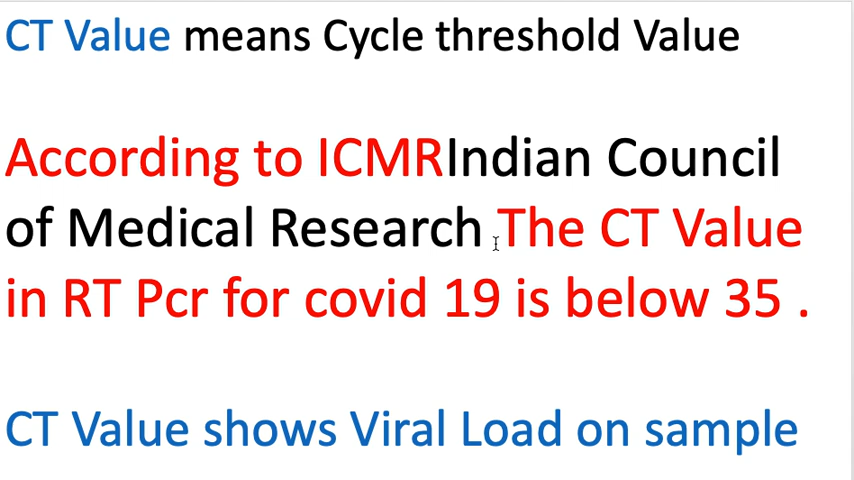 CT Value means Cycle threshold Value
According to ICMRIndian Council
of Medical Research The CT Value
in RT Pcr for covid 19 is below 35 .
CT Value shows Viral Load on sample